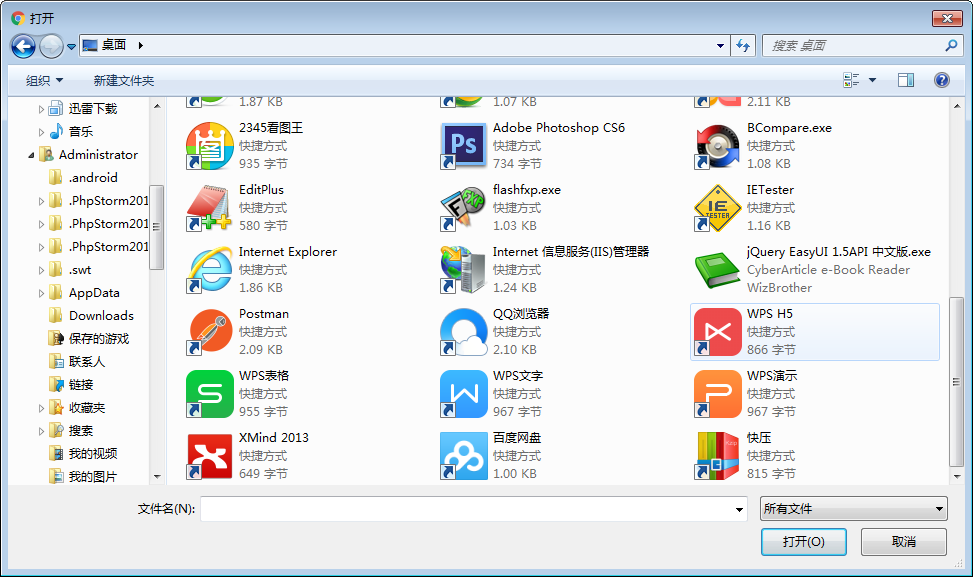 打开
桌面
搜索 桌面
组织
新建文件夹
迅雷下载
音乐
Administrator
.android
.PhpStorm201
.PhpStorm201
.PhpStorm201
.swt
AppData
Downloads
保存的游戏
联系人
链接
收藏夹
搜索
我的视频
我的图片
1.87 KB
1.07 KB
2.11 KB
2345看图王
快捷方式
935 字节
Adobe Photoshop CS6
快捷方式
734 字节
BCompare.exe
快捷方式
1.08 KB
EditPlus
快捷方式
580 字节
flashfxp.exe
快捷方式
1.03 KB
IETester
快捷方式
1.16 KB
Internet Explorer
快捷方式
1.86 KB
Internet 信息服务(IIS)管理器
快捷方式
1.24 KB
jQuery EasyUI 1.5API 中文版.exe
CyberArticle e-Book Reader
WizBrother
Postman
快捷方式
2.09 KB
QQ浏览器
快捷方式
2.10 KB
WPS H5
快捷方式
866 字节
WPS表格
快捷方式
955 字节
WPS文字
快捷方式
967 字节
WPS演示
快捷方式
967 字节
XMind 2013
快捷方式
649 字节
百度网盘
快捷方式
1.00 KB
快压
快捷方式
815 字节
Ps
IE
TESTER
文件名(N):
所有文件
打开(O)
取消